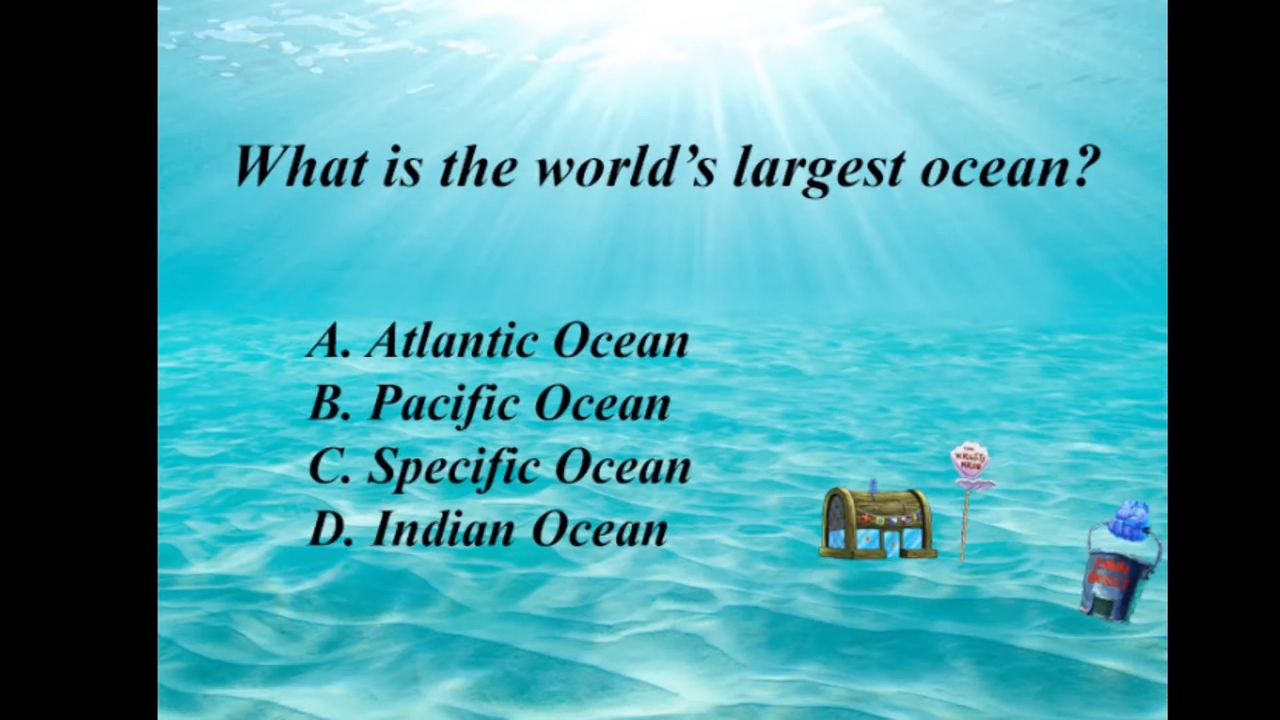 What is the world’s largest ocean?
A. Atlantic Ocean
B. Pacific Ocean
C. Specific Ocean
D. Indian Ocean